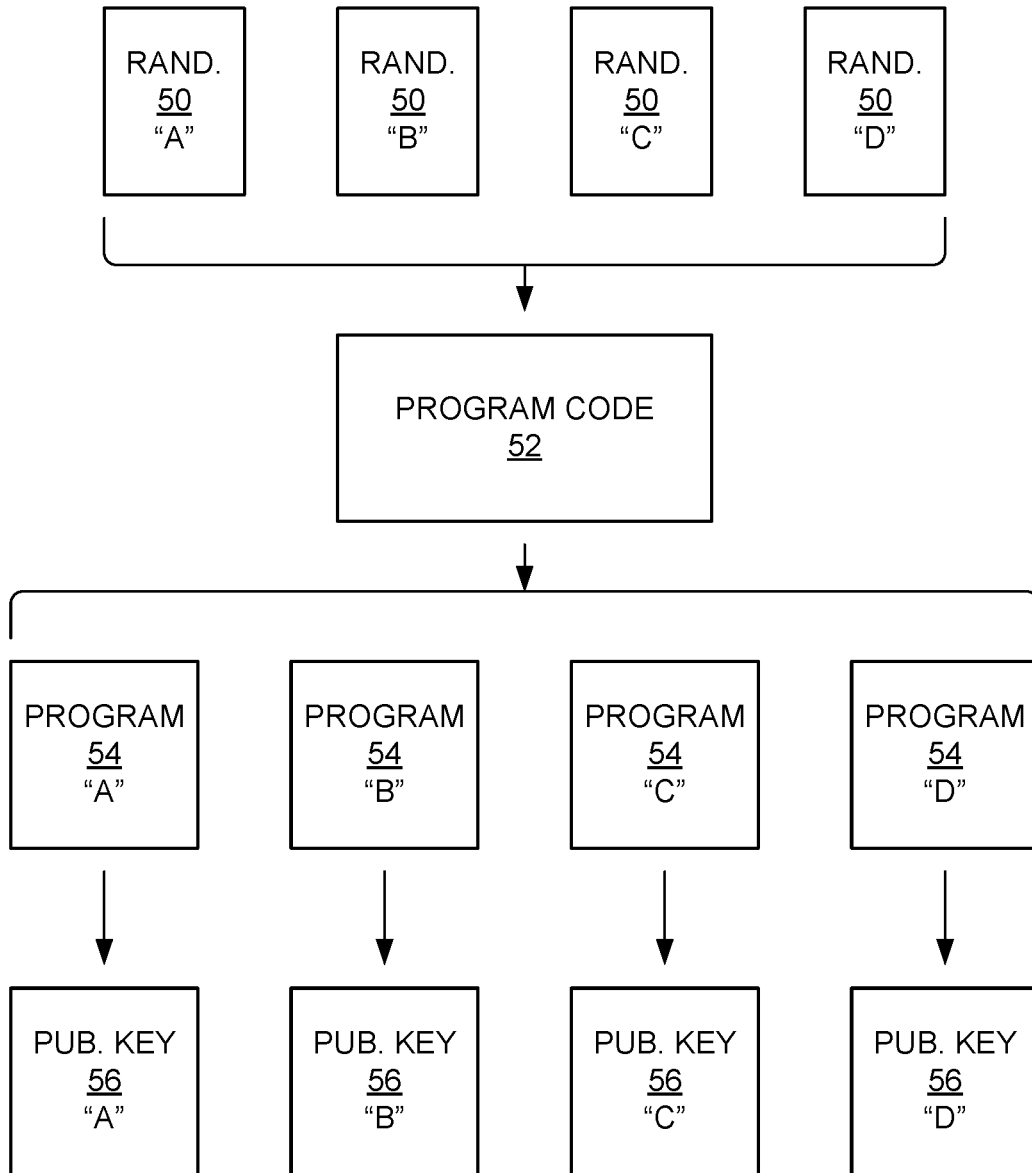 RAND.
50
“A”
RAND.
50
“B”
RAND.
50
“C”
RAND.
50
“D”
PROGRAM CODE
52
PROGRAM
54
“A”
PROGRAM
54
“B”
PROGRAM
54
“C”
PROGRAM
54
“D”
PUB. KEY
56
“A”
PUB. KEY
56
“B”
PUB. KEY
56
“C”
PUB. KEY
56
“D”